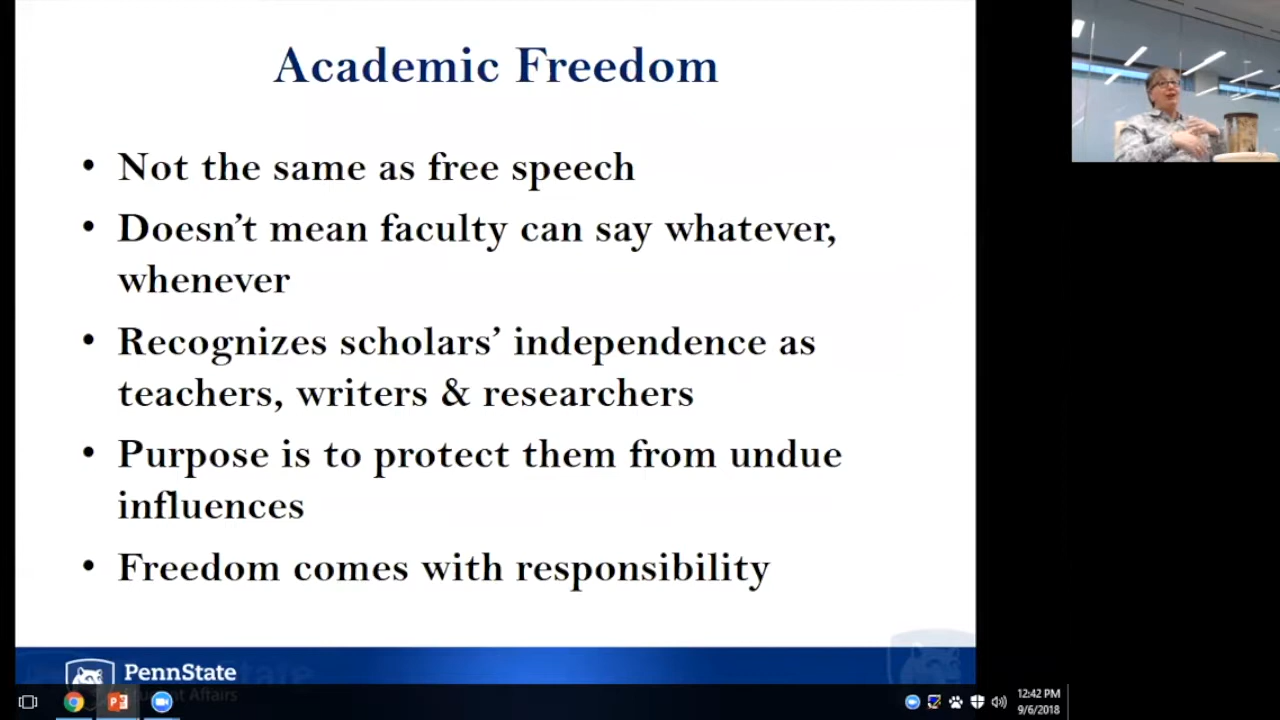 Academic Freedom
• Not the same as free speech
• Doesn’t mean faculty can say whatever,
whenever
• Recognizes scholars’ independence as
teachers, writers & researchers
• Purpose is to protect them from undue
influences
• Freedom comes with responsibility
PennState
Student Affairs
12:42 PM
9/6/2018